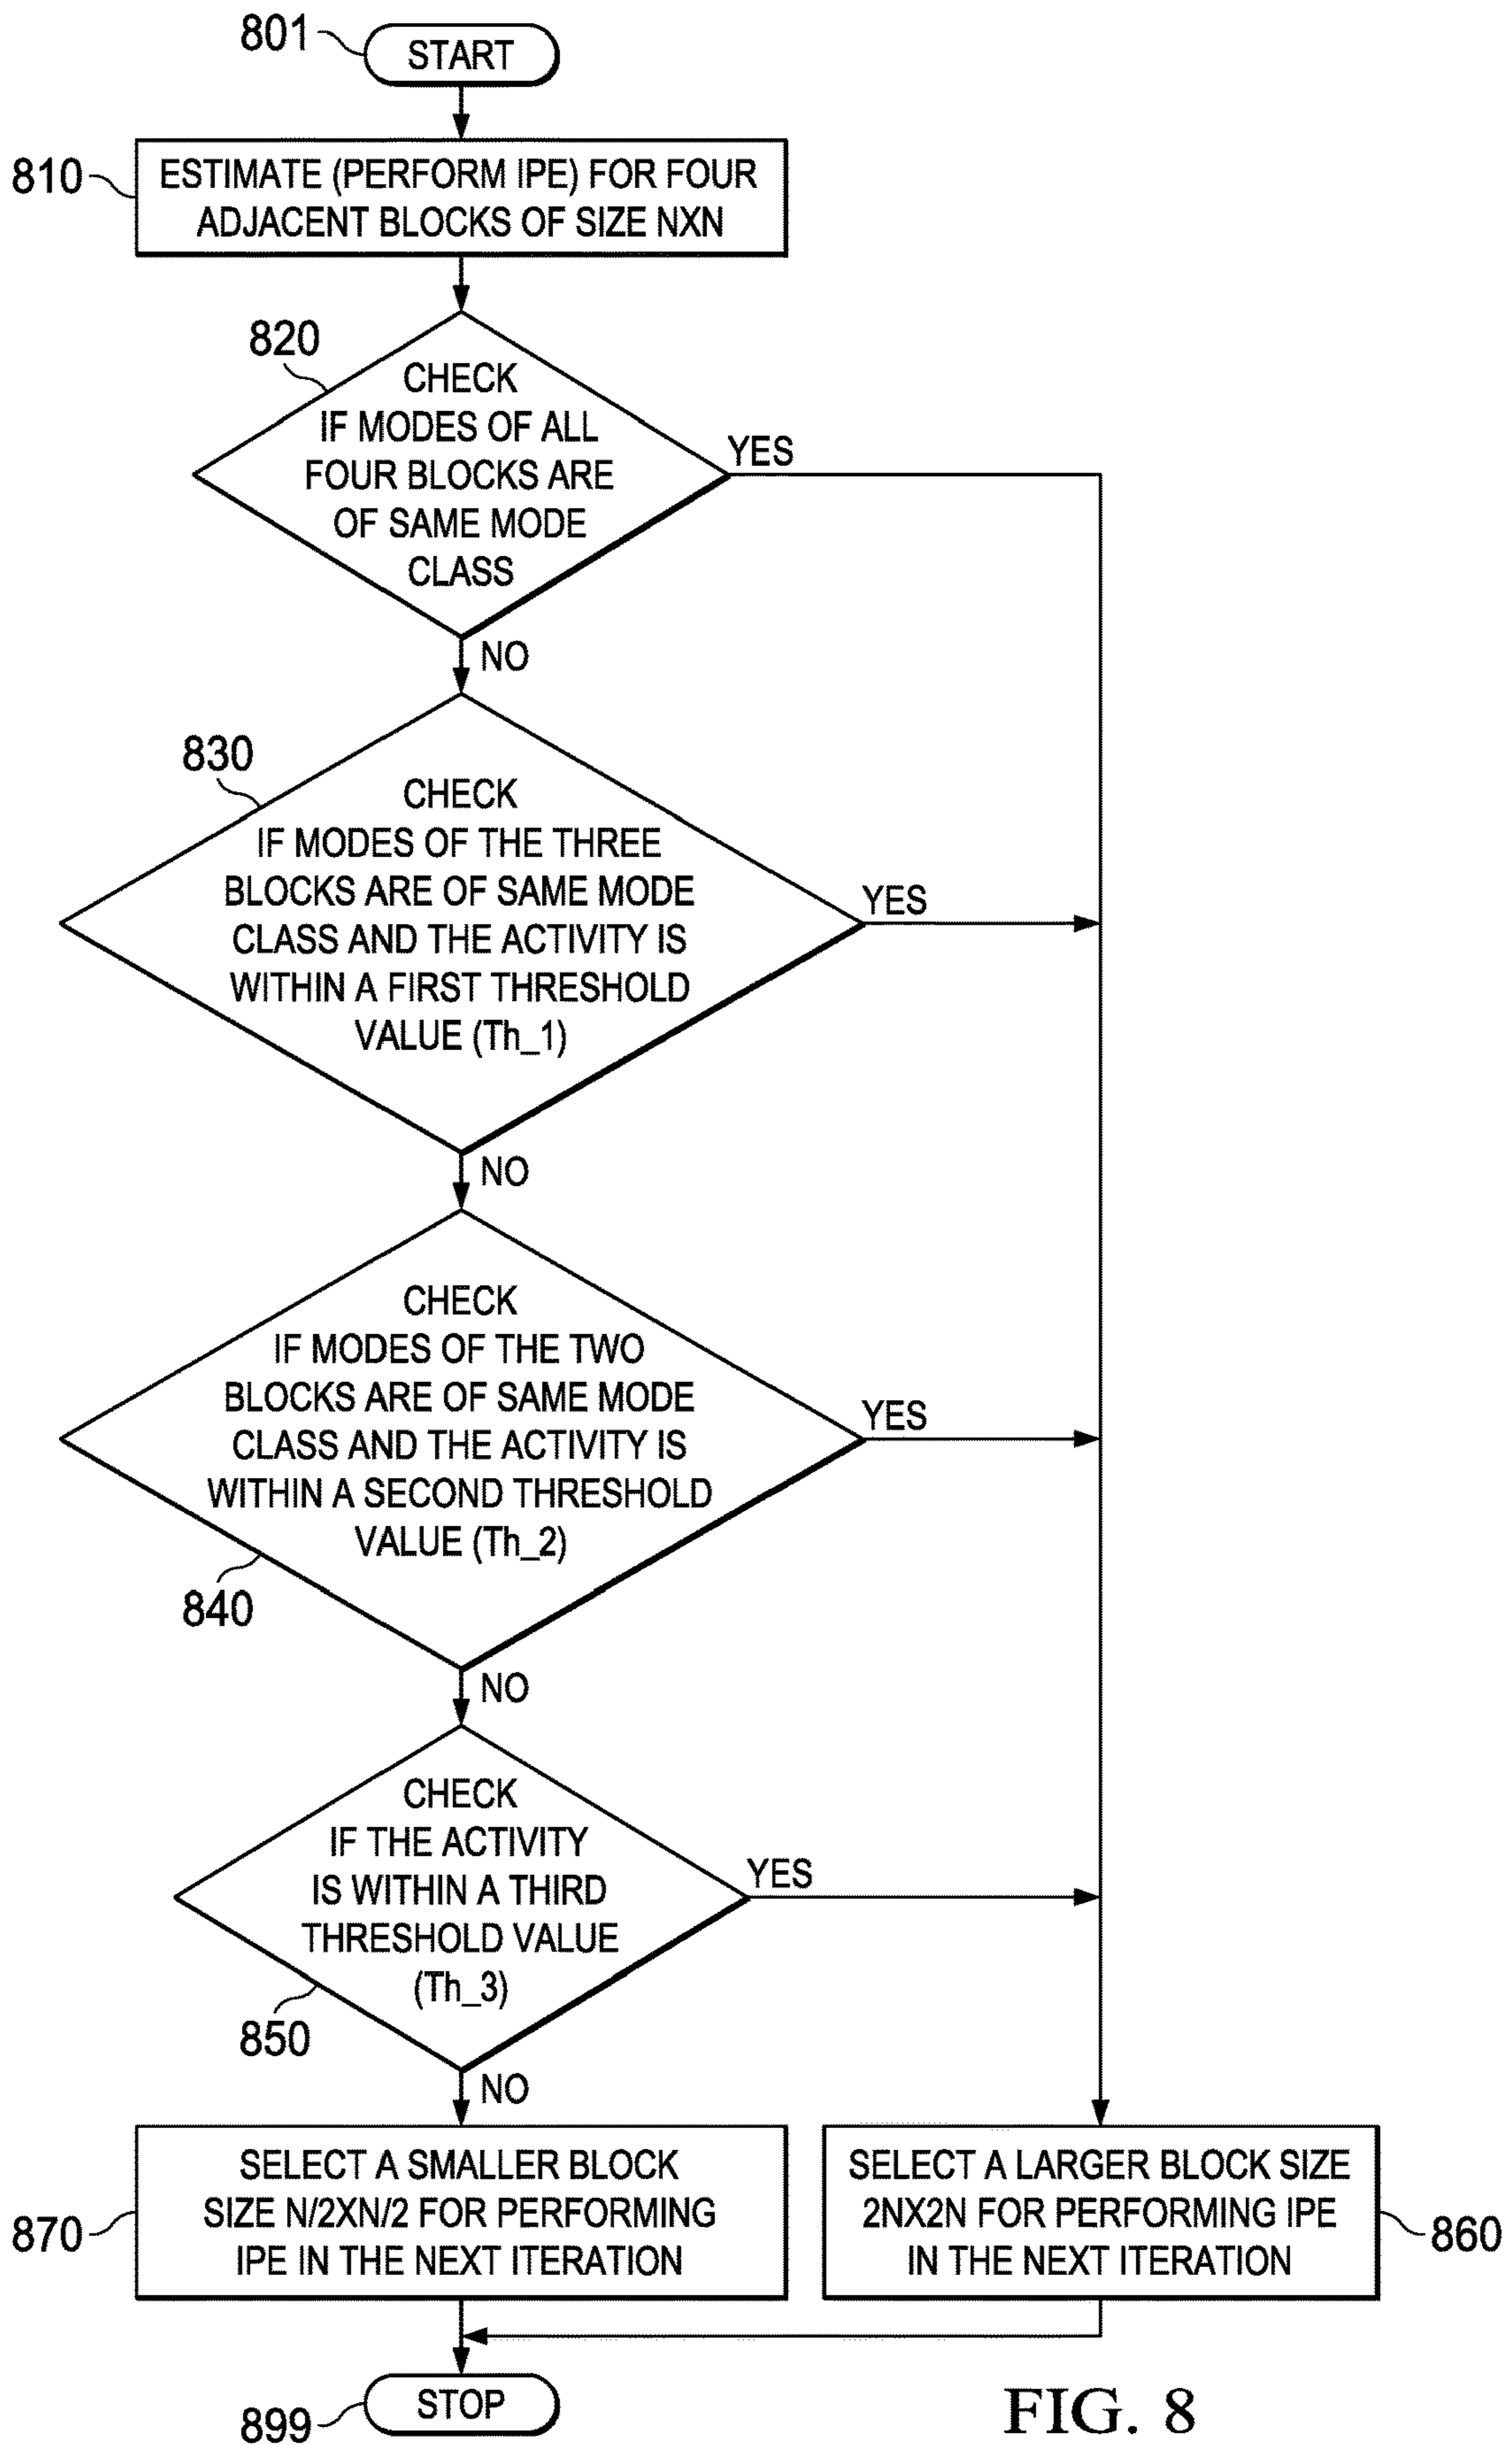 801
START
810
ESTIMATE (PERFORM IPE) FOR FOUR
ADJACENT BLOCKS OF SIZE NXN
820
CHECK
IF MODES OF ALL
FOUR BLOCKS ARE
OF SAME MODE
CLASS
YES
NO
830
CHECK
IF MODES OF THE THREE
BLOCKS ARE OF SAME MODE
CLASS AND THE ACTIVITY IS
WITHIN A FIRST THRESHOLD
VALUE (Th_1)
YES
NO
CHECK
IF MODES OF THE TWO
BLOCKS ARE OF SAME MODE
CLASS AND THE ACTIVITY IS
WITHIN A SECOND THRESHOLD
VALUE (Th_2)
YES
840
NO
CHECK
IF THE ACTIVITY
IS WITHIN A THIRD
THRESHOLD VALUE
(Th_3)
YES
850
NO
870
SELECT A SMALLER BLOCK
SIZE N/2XN/2 FOR PERFORMING
IPE IN THE NEXT ITERATION
SELECT A LARGER BLOCK SIZE
2NX2N FOR PERFORMING IPE
IN THE NEXT ITERATION
860
899
STOP
FIG. 8